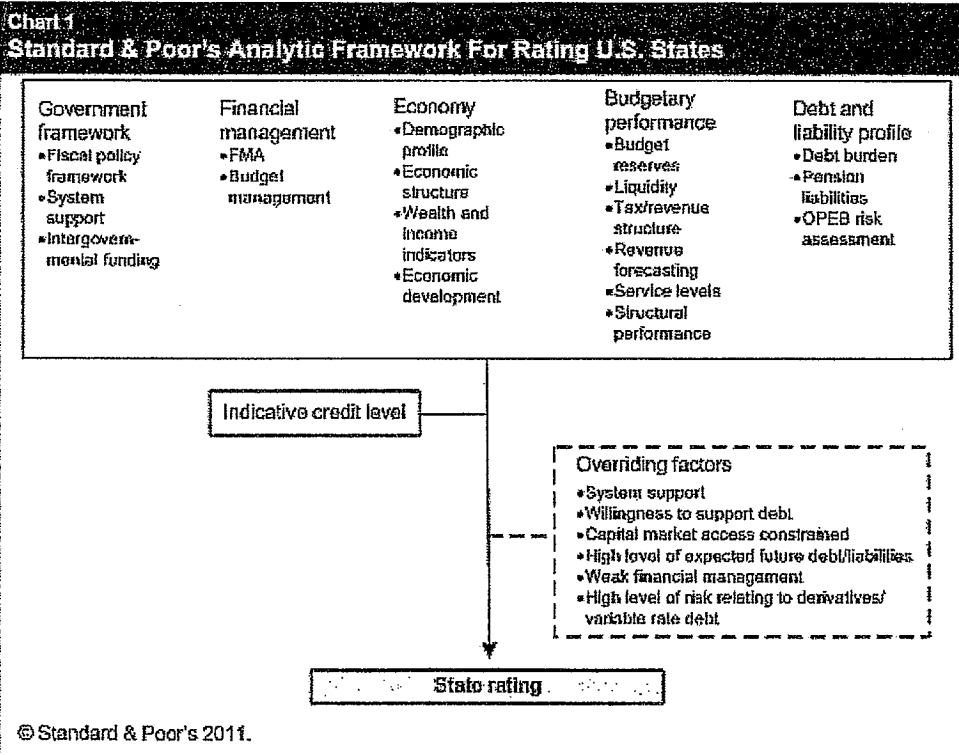 Chart 1
Standard & Poor's Analytic Framework For Rating U.S. States
Government
framework
•Fiscal policy
framework
•System
support
•Intergovern-
mental funding
Financial
management
•FMA
•Budget
management
Economy
•Demographic
profile
•Economic
structure
•Wealth and
income
indicators
•Economic
development
Budgetary
performance
•Budget
reserves
•Liquidity
•Tax/revenue
structure
•Revenue
forecasting
•Service levels
•Structural
performance
Debt and
liability profile
•Debt burden
•Pension
liabilities
•OPEB risk
assessment
Indicative credit level
Overriding factors
•System support
•Willingness to support debt
•Capital market access constrained
•High level of expected future debt/liabilities
•Weak financial management
•High level of risk relating to derivatives/
variable rate debt
State rating
© Standard & Poor's 2011.